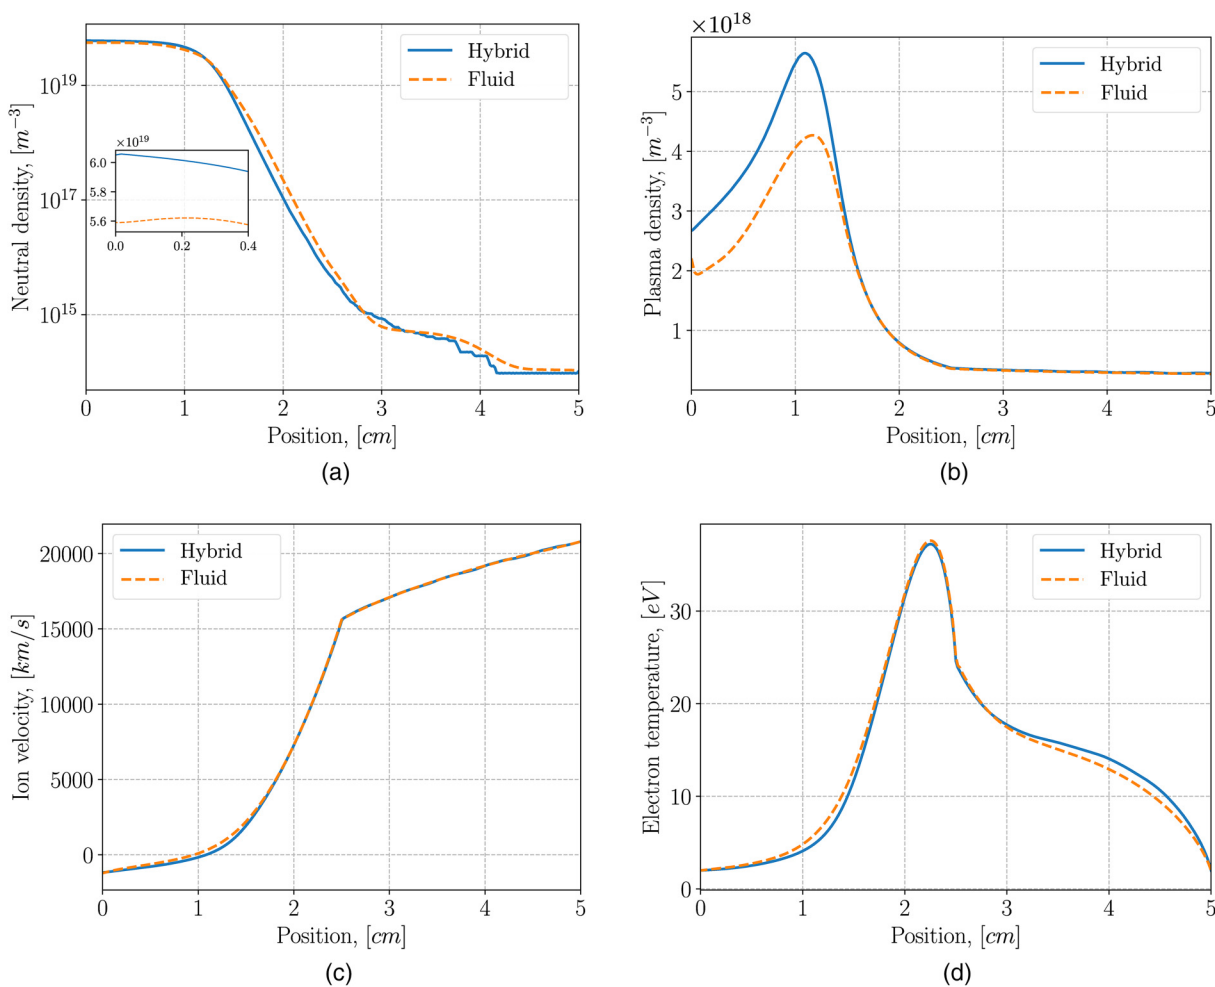 Hybrid
Fluid
10^19
10^17
10^15
×10^19
6.0
5.8
5.6
0.0 0.2 0.4
0 1 2 3 4 5
Neutral density, [m^−3]
Position, [cm]
(a)
×10^18
Hybrid
Fluid
5
4
3
2
1
0 1 2 3 4 5
Plasma density, [m^−3]
Position, [cm]
(b)
Hybrid
Fluid
20000
15000
10000
5000
0
0 1 2 3 4 5
Ion velocity, [km/s]
Position, [cm]
(c)
Hybrid
Fluid
30
20
10
0
0 1 2 3 4 5
Electron temperature, [eV]
Position, [cm]
(d)